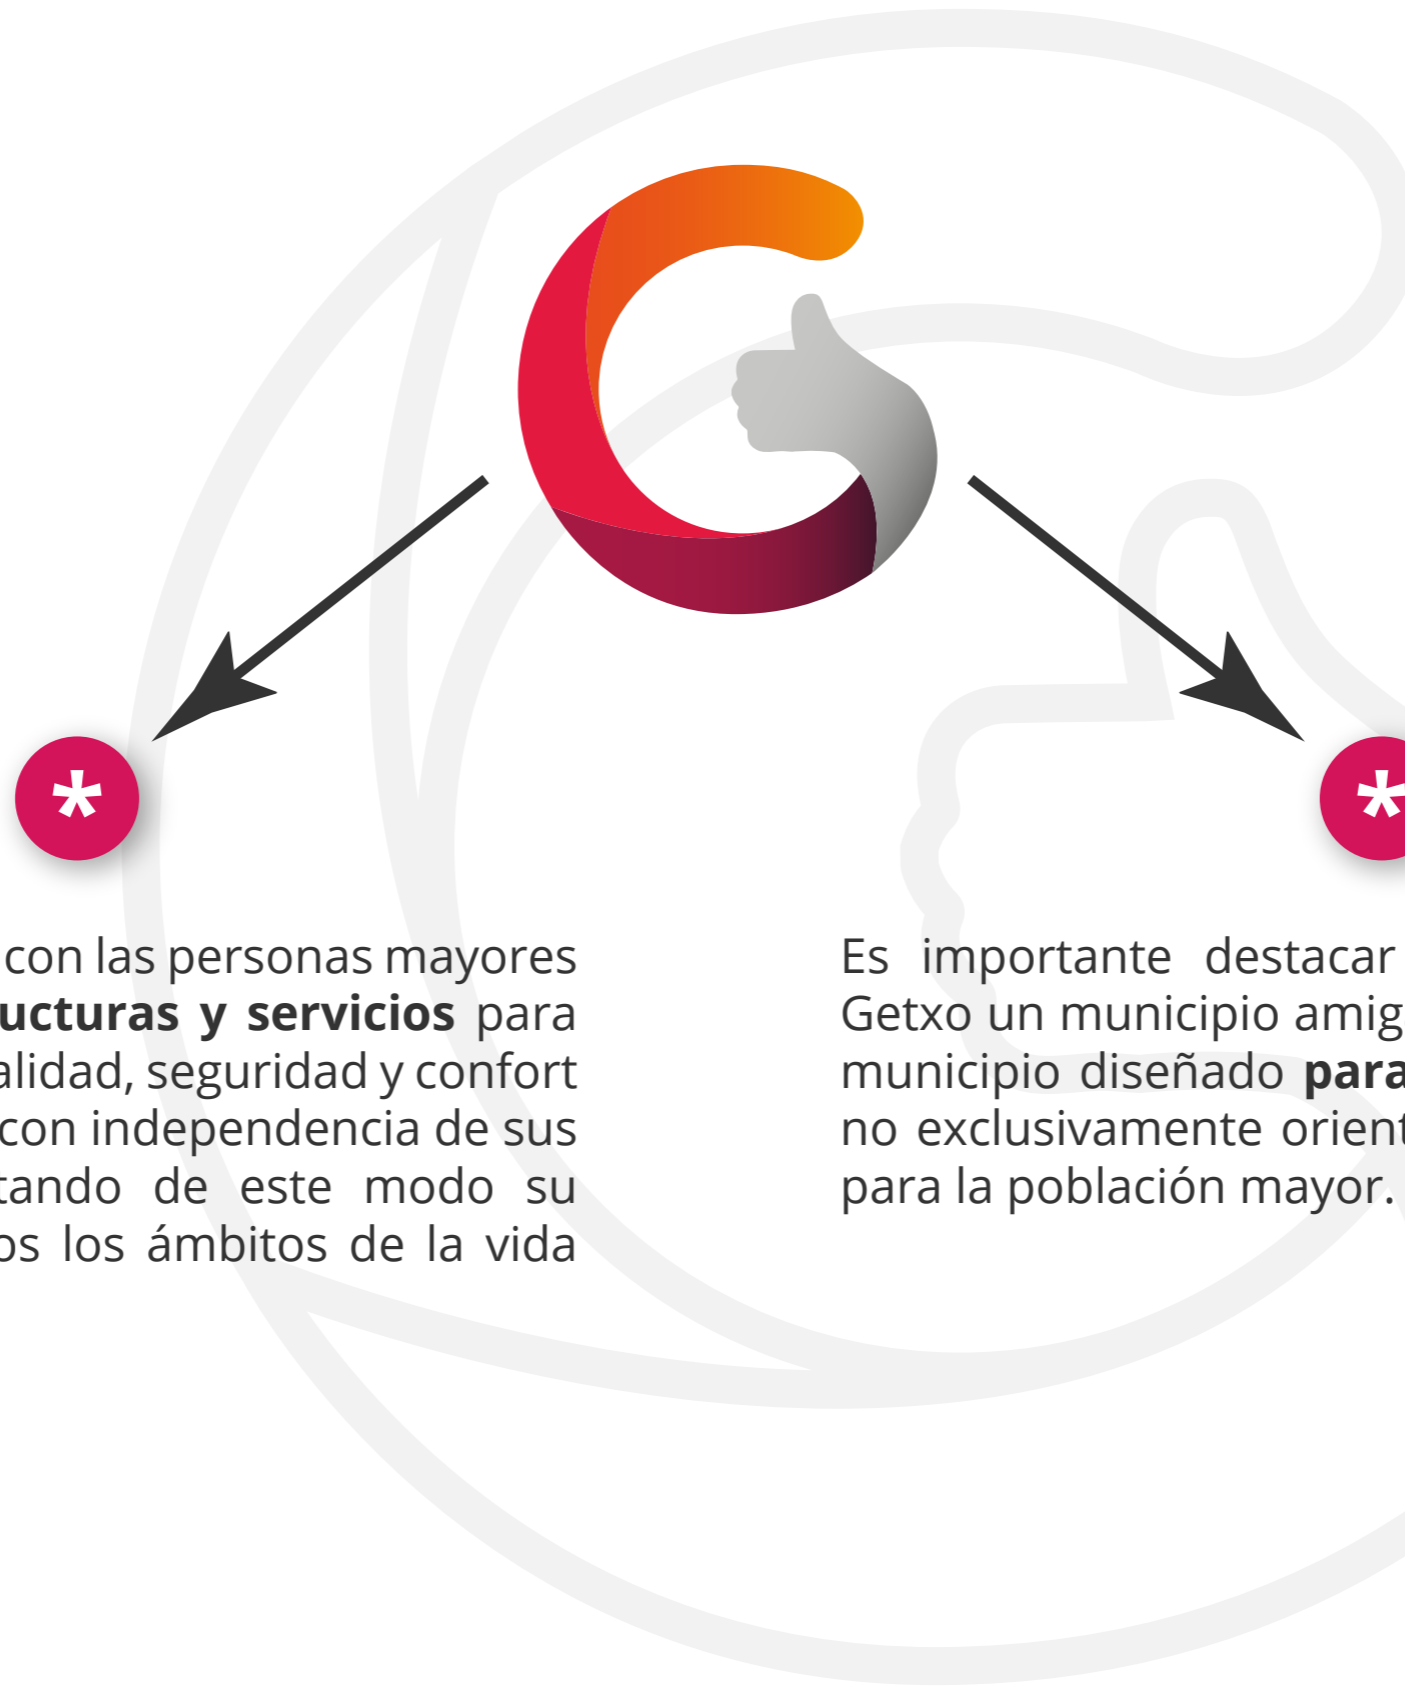 *
*
con las personas mayores
ucturas y servicios para
alidad, seguridad y confort
con independencia de sus
tando de este modo su
os los ámbitos de la vida
Es importante destacar
Getxo un municipio amig
municipio diseñado para
no exclusivamente orient
para la población mayor.